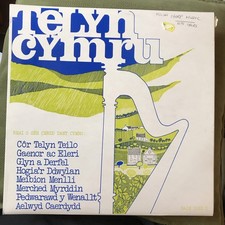 Telyn
Cymru
Côr Telyn Teilo
Gaenor ac Eleri
Glyn a Derfel
Hogia'r Ddwylan
Meibion Menlli
Merched Myrddin
Pedwarawd y Wenallt
Aelwyd Caerdydd